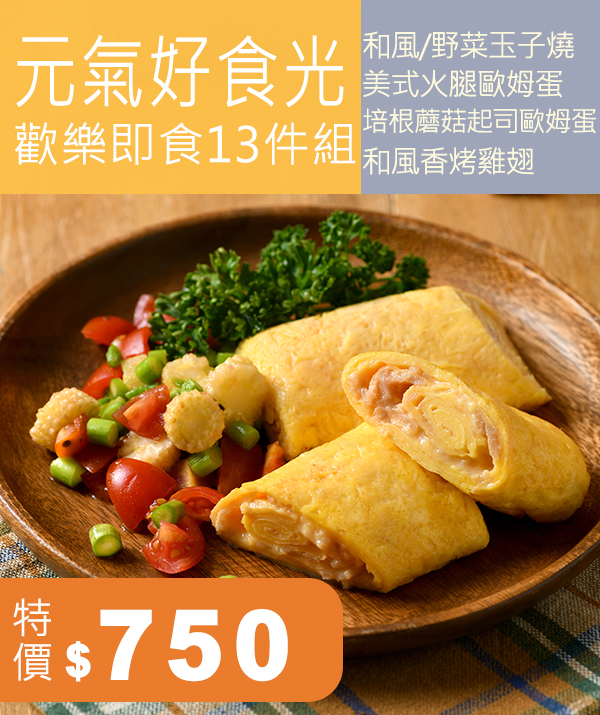 元氣好食光
歡樂即食13件組
和風/野菜玉子燒
美式火腿歐姆蛋
培根蘑菇起司歐姆蛋
和風香烤雞翅
特價 $750